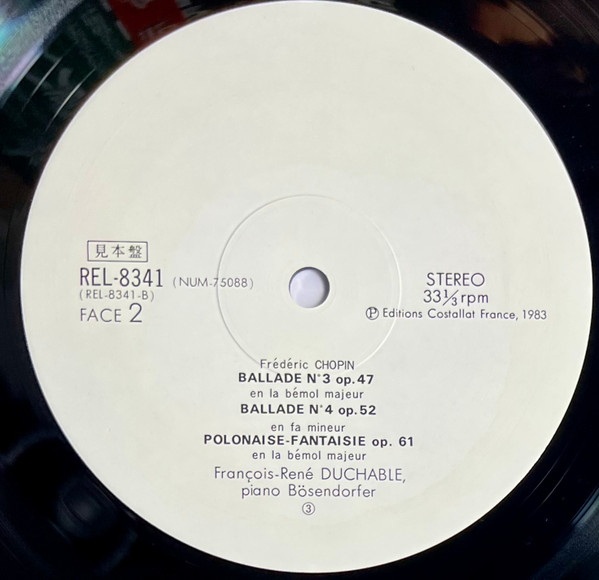 見本盤
REL-8341 (NUM-75088)
(REL-8341-B)
FACE 2
STEREO
33 1/3 rpm
Ⓟ Editions Costallat France, 1983
Frédéric CHOPIN
BALLADE N°3 op.47
en la bémol majeur
BALLADE N°4 op.52
en fa mineur
POLONAISE-FANTAISIE op. 61
en la bémol majeur
François-René DUCHABLE,
piano Bösendorfer
③